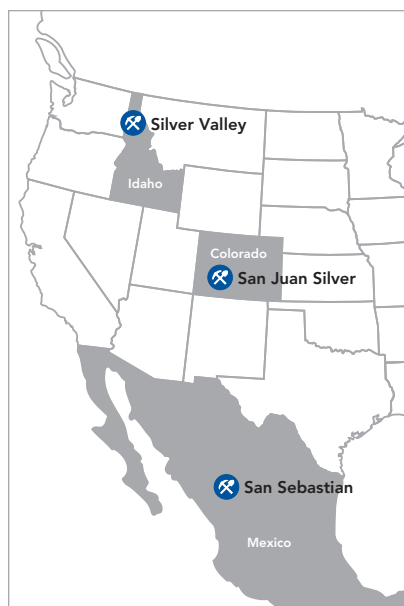 Silver Valley
Idaho
Colorado
San Juan Silver
San Sebastian
Mexico